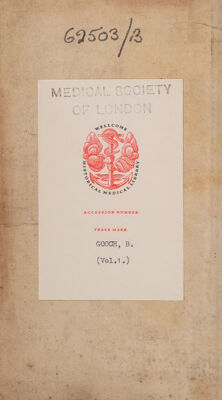 62503/B
MEDICAL SOCIETY
OF LONDON
WELLCOME
HISTORICAL MEDICAL LIBRARY
ACCESSION NUMBER
PRESS MARK
GOOCH, B.
(Vol.1.)